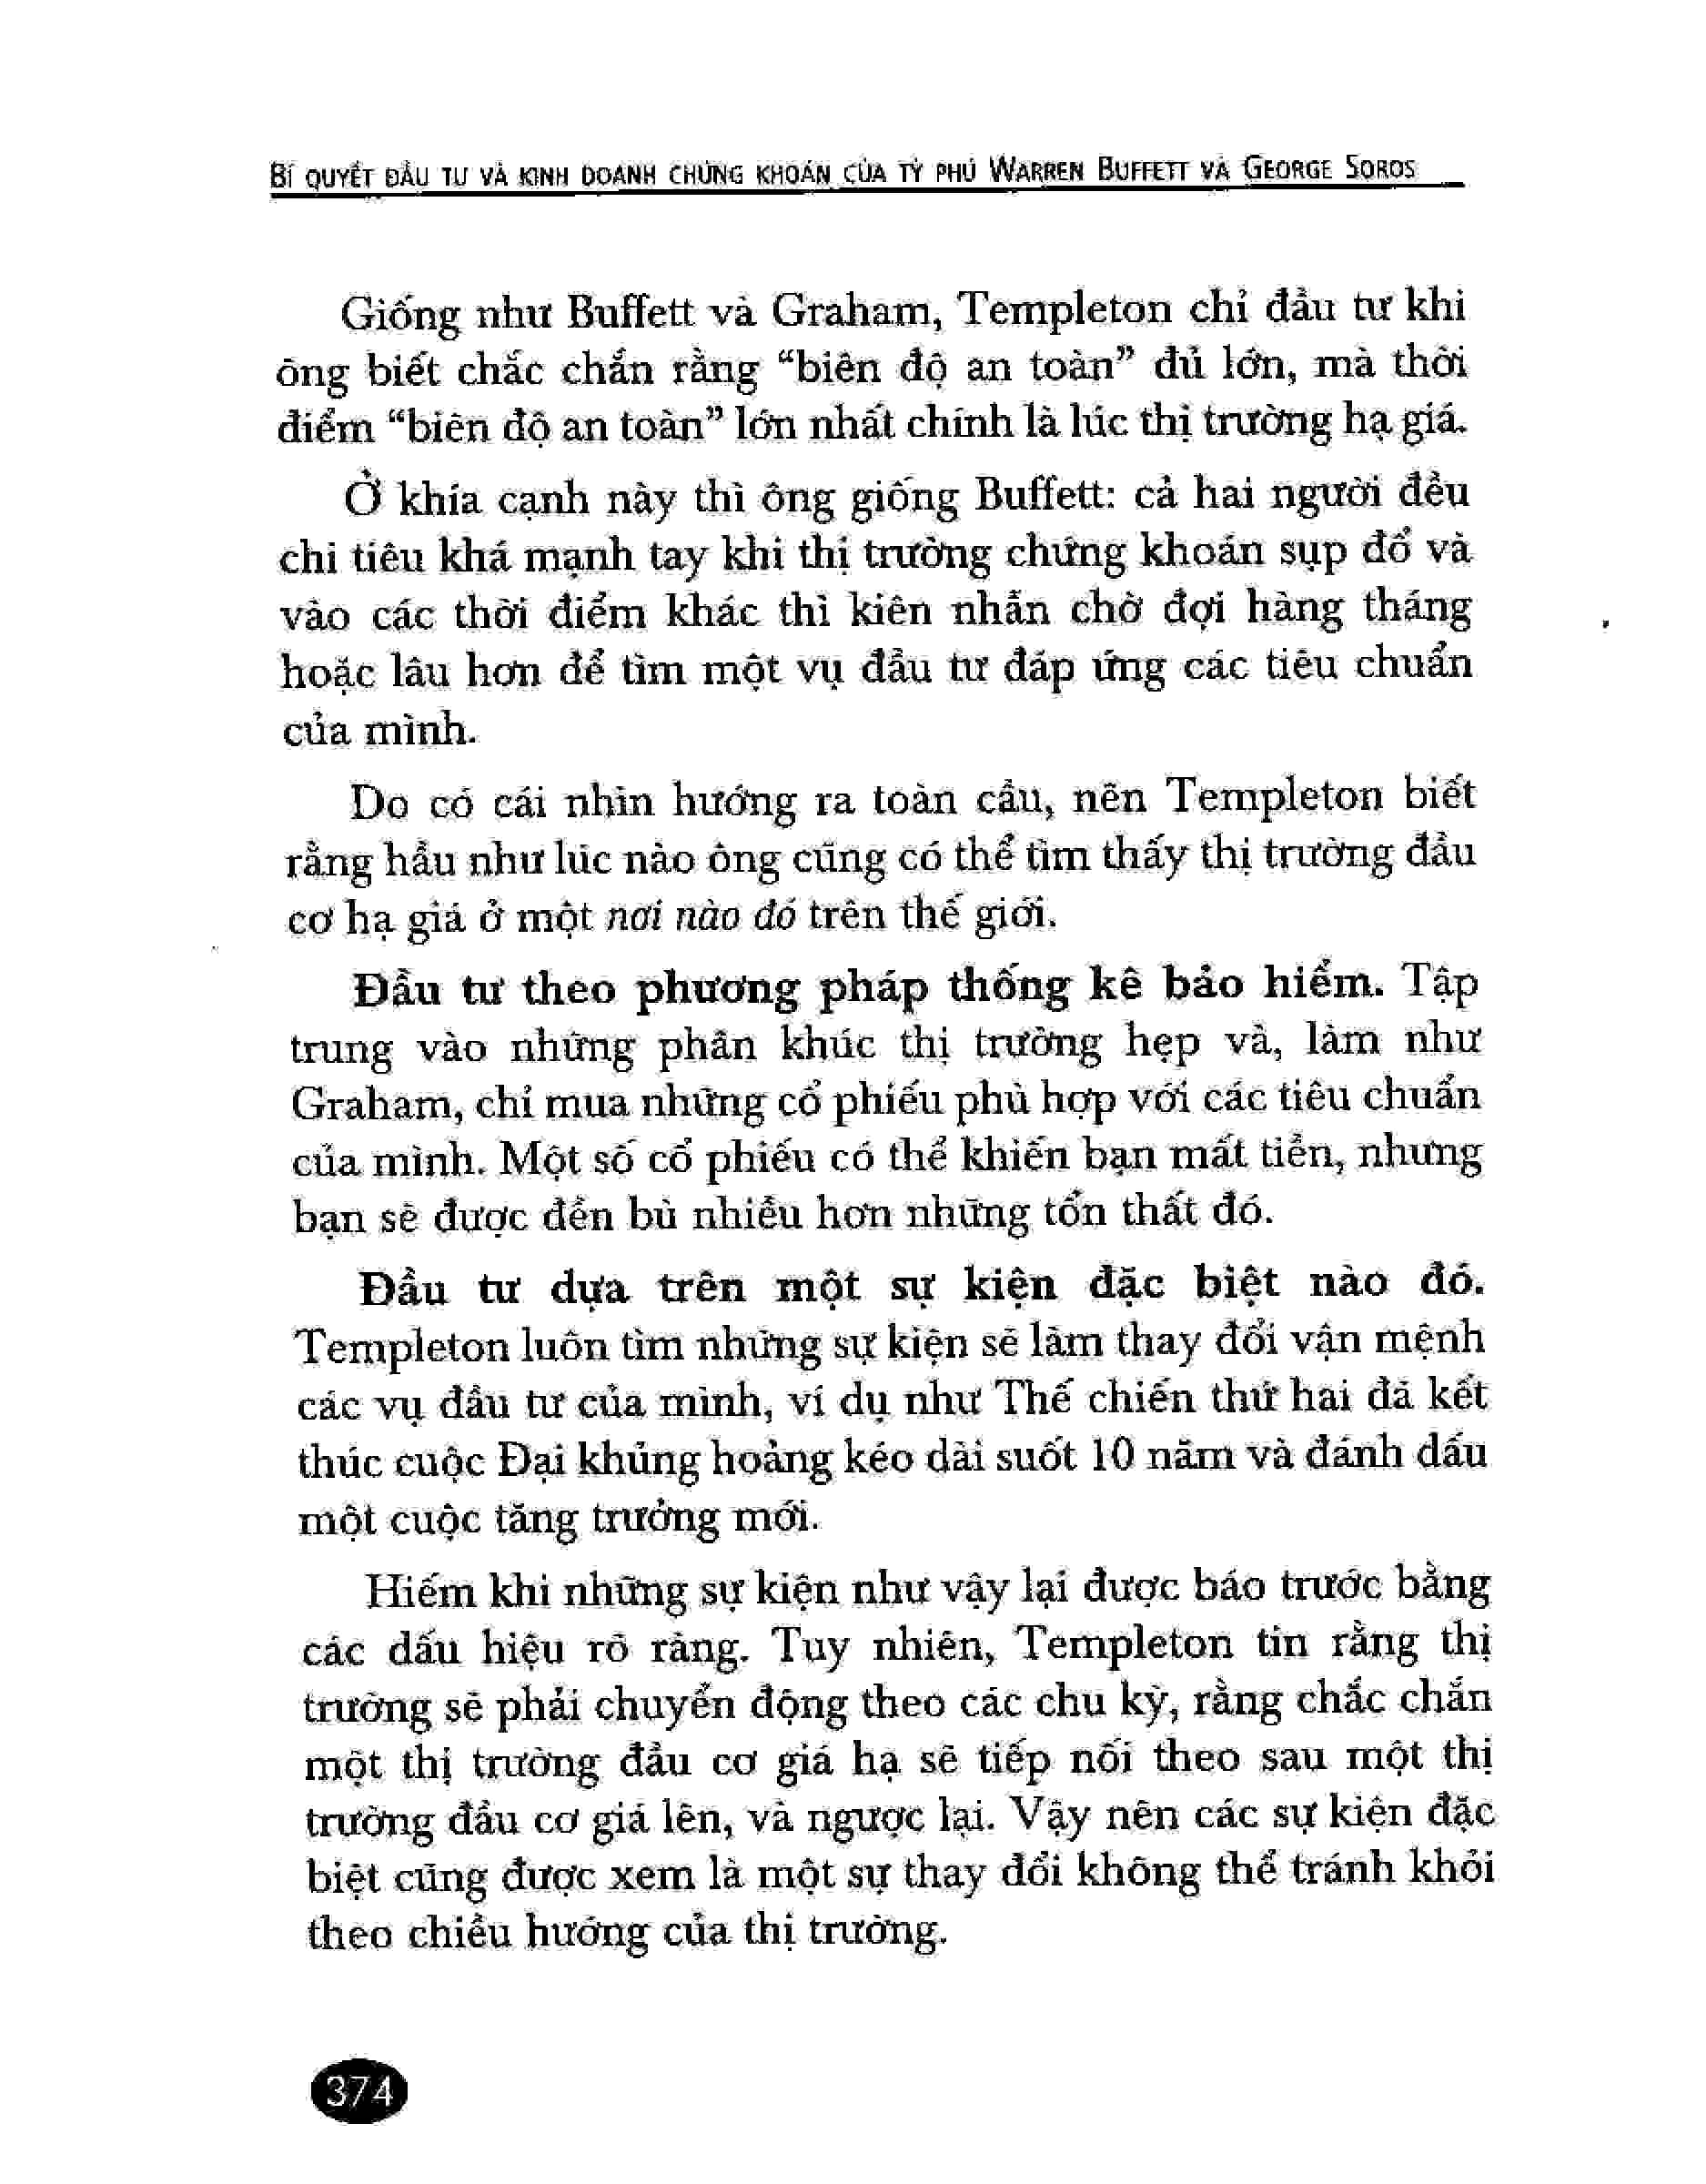 BÍ QUYẾT ĐẦU TƯ VÀ KINH DOANH CHỨNG KHOÁN CỦA TỶ PHÚ WARREN BUFFETT VÀ GEORGE SOROS
Giống như Buffett và Graham, Templeton chỉ đầu tư khi
ông biết chắc chắn rằng “biên độ an toàn” đủ lớn, mà thời
điểm “biên độ an toàn” lớn nhất chính là lúc thị trường hạ giá.
Ở khía cạnh này thì ông giống Buffett: cả hai người đều
chi tiêu khá mạnh tay khi thị trường chứng khoán sụp đổ và
vào các thời điểm khác thì kiên nhẫn chờ đợi hàng tháng
hoặc lâu hơn để tìm một vụ đầu tư đáp ứng các tiêu chuẩn
của mình.
Do có cái nhìn hướng ra toàn cầu, nên Templeton biết
rằng hầu như lúc nào ông cũng có thể tìm thấy thị trường đầu
cơ hạ giá ở một nơi nào đó trên thế giới.
Đầu tư theo phương pháp thống kê bảo hiểm. Tập
trung vào những phân khúc thị trường hẹp và, làm như
Graham, chỉ mua những cổ phiếu phù hợp với các tiêu chuẩn
của mình. Một số cổ phiếu có thể khiến bạn mất tiền, nhưng
bạn sẽ được đền bù nhiều hơn những tổn thất đó.
Đầu tư dựa trên một sự kiện đặc biệt nào đó.
Templeton luôn tìm những sự kiện sẽ làm thay đổi vận mệnh
các vụ đầu tư của mình, ví dụ như Thế chiến thứ hai đã kết
thúc cuộc Đại khủng hoảng kéo dài suốt 10 năm và đánh dấu
một cuộc tăng trưởng mới.
Hiếm khi những sự kiện như vậy lại được báo trước bằng
các dấu hiệu rõ ràng. Tuy nhiên, Templeton tin rằng thị
trường sẽ phải chuyển động theo các chu kỳ, rằng chắc chắn
một thị trường đầu cơ giá hạ sẽ tiếp nối theo sau một thị
trường đầu cơ giá lên, và ngược lại. Vậy nên các sự kiện đặc
biệt cũng được xem là một sự thay đổi không thể tránh khỏi
theo chiều hướng của thị trường.
374